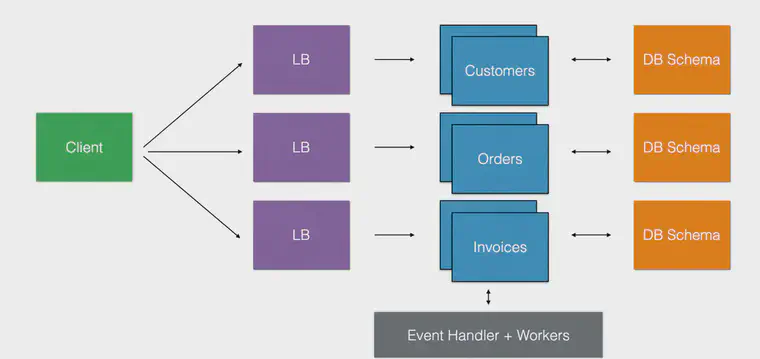 LB
Customers
DB Schema
Client
LB
Orders
DB Schema
LB
Invoices
DB Schema
Event Handler + Workers